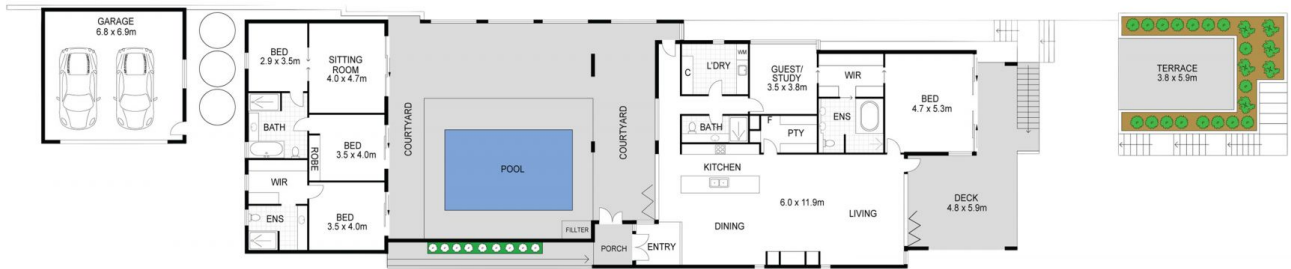 GARAGE
6.8 x 6.9m
BED
2.9 x 3.5m
SITTING
ROOM
4.0 x 4.7m
BATH
ROBE
BED
3.5 x 4.0m
WIR
ENS
BED
3.5 x 4.0m
COURTYARD
POOL
FILLTER
COURTYARD
PORCH
ENTRY
L'DRY
WM
C
BATH
GUEST/
STUDY
3.5 x 3.8m
F
PTY
WIR
ENS
BED
4.7 x 5.3m
KITCHEN
DINING
6.0 x 11.9m
LIVING
DECK
4.8 x 5.9m
TERRACE
3.8 x 5.9m